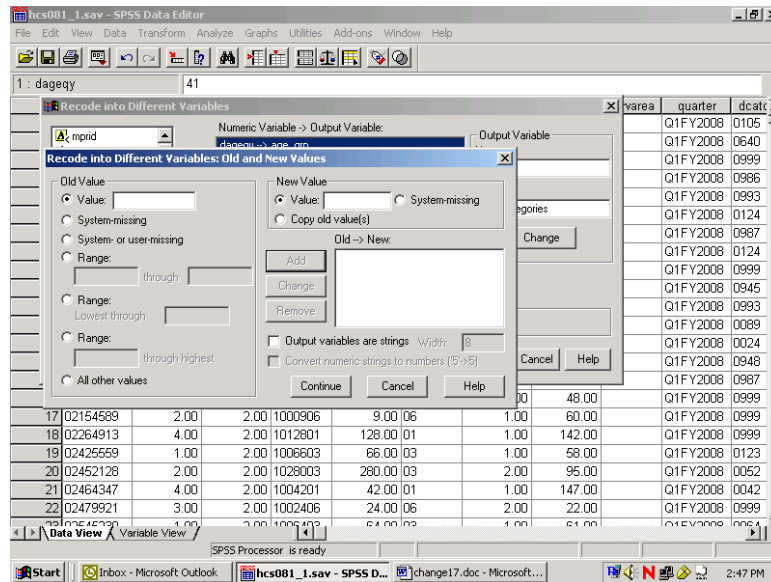 hcs081_1.sav - SPSS Data Editor
File Edit View Data Transform Analyze Graphs Utilities Add-ons Window Help
1 : dageqy 41
Recode into Different Variables
varea quarter dcatc
mprid
Numeric Variable -> Output Variable:
Output Variable
Recode into Different Variables: Old and New Values
Old Value
Value:
System-missing
System- or user-missing
Range:
through
Range:
Lowest through
Range:
through highest
All other values
New Value
Value:
System-missing
Copy old value(s)
Old --> New:
Add
Change
Remove
Output variables are strings Width: 8
Convert numeric strings to numbers ('5'->5)
Continue Cancel Help
egories
Change
Cancel Help
Q1FY2008 0105
Q1FY2008 0640
Q1FY2008 0999
Q1FY2008 0986
Q1FY2008 0993
Q1FY2008 0124
Q1FY2008 0987
Q1FY2008 0124
Q1FY2008 0999
Q1FY2008 0945
Q1FY2008 0993
Q1FY2008 0089
Q1FY2008 0024
Q1FY2008 0948
Q1FY2008 0987
48.00 Q1FY2008 0999
17 02154589 2.00 2.00 1000906 9.00 06 1.00 60.00 Q1FY2008 0999
18 02264913 4.00 2.00 1012801 128.00 01 1.00 142.00 Q1FY2008 0999
19 02425559 1.00 2.00 1006603 66.00 03 1.00 58.00 Q1FY2008 0123
20 02452128 2.00 2.00 1028003 280.00 03 2.00 95.00 Q1FY2008 0052
21 02464347 4.00 2.00 1004201 42.00 01 1.00 147.00 Q1FY2008 0042
22 02479921 3.00 2.00 1002406 24.00 06 2.00 22.00 Q1FY2008 0999
Data View Variable View
SPSS Processor is ready
Start Inbox - Microsoft Outlook hcs081_1.sav - SPSS D... change17.doc - Microsoft... 2:47 PM